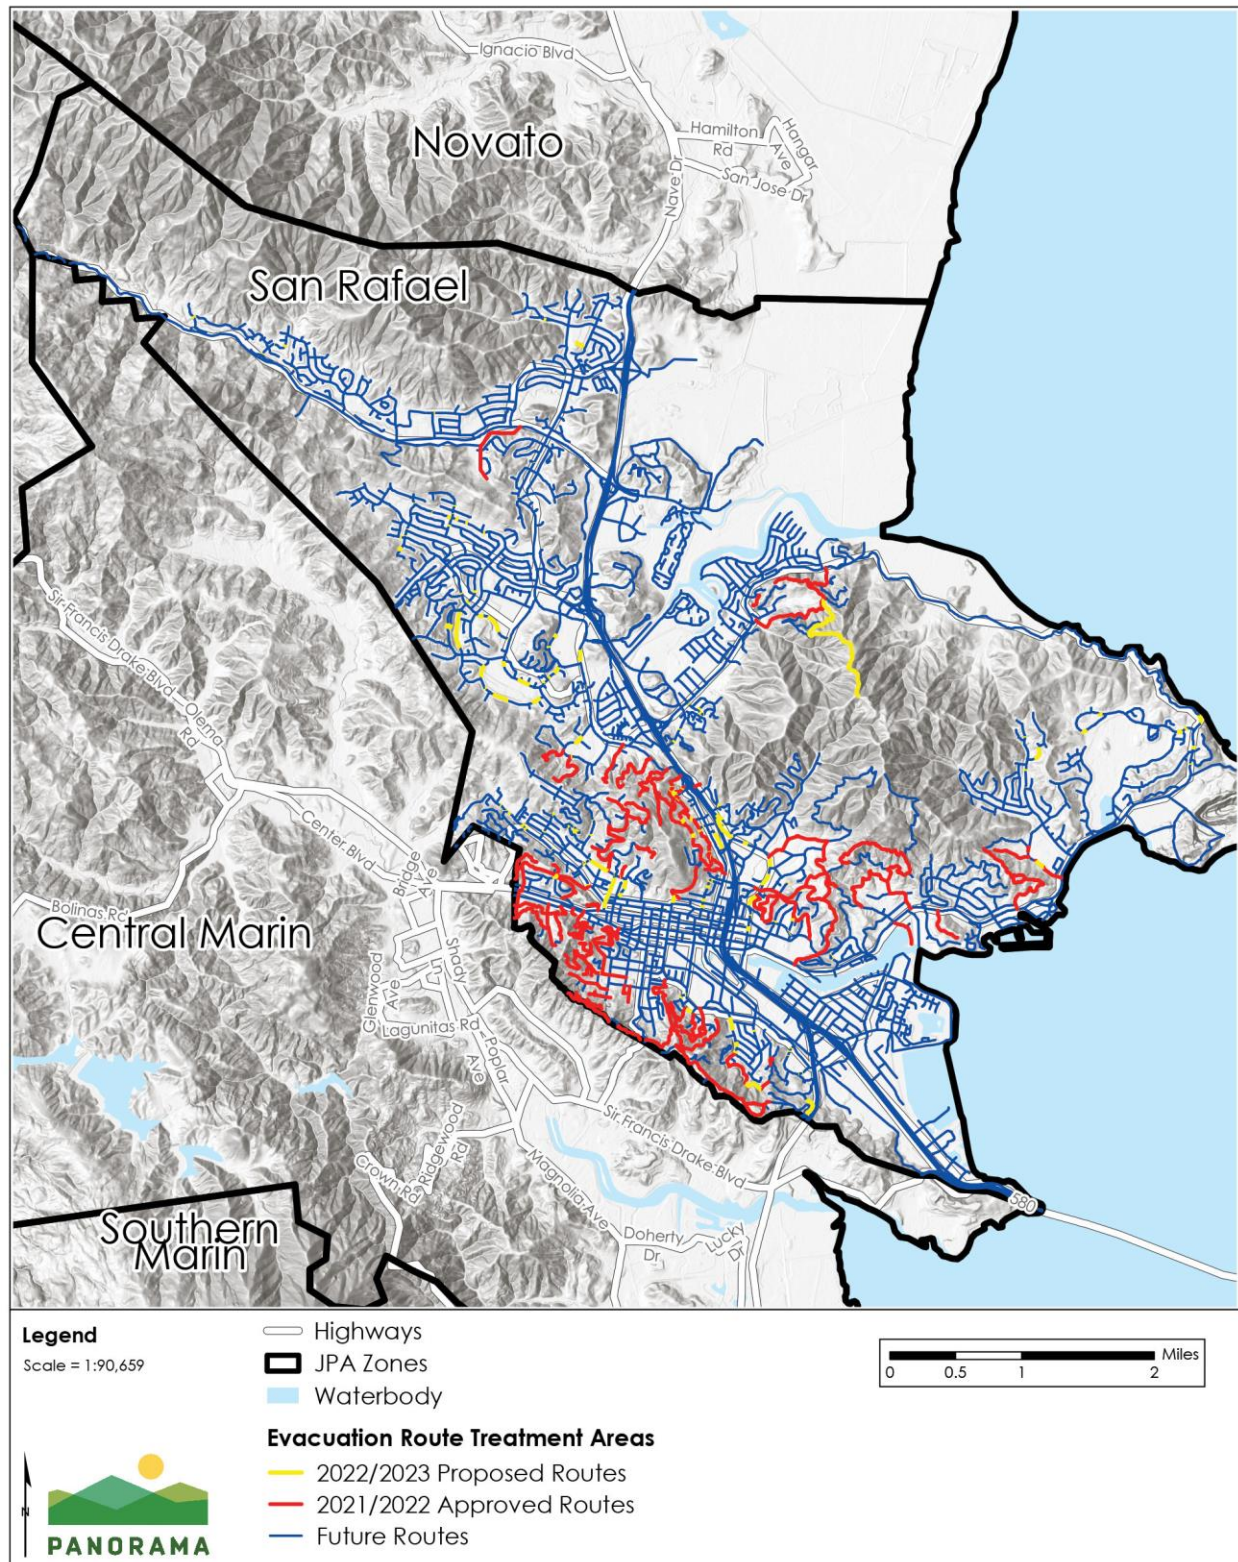 Ignacio Blvd
Novato
Hamilton
Rd
Hangar
Ave
San Jose Dr
Nave Dr
San Rafael
Sir Francis Drake Blvd
Olema
Rd
Center Blvd
Bridge
Ave
Bolinas Rd
Central Marin
Shady
Glenwood
Ave
Ln
Lagunitas Rd
Poplar
Ave
Sir Francis Drake Blvd
Ridgewood
Rd
Crown Rd
Magnolia Ave
Doherty
Dr
Lucky
Dr
580
Southern
Marin
Legend
Scale = 1:90,659
Highways
JPA Zones
Waterbody
Evacuation Route Treatment Areas
2022/2023 Proposed Routes
2021/2022 Approved Routes
Future Routes
Miles
0 0.5 1 2
N
PANORAMA